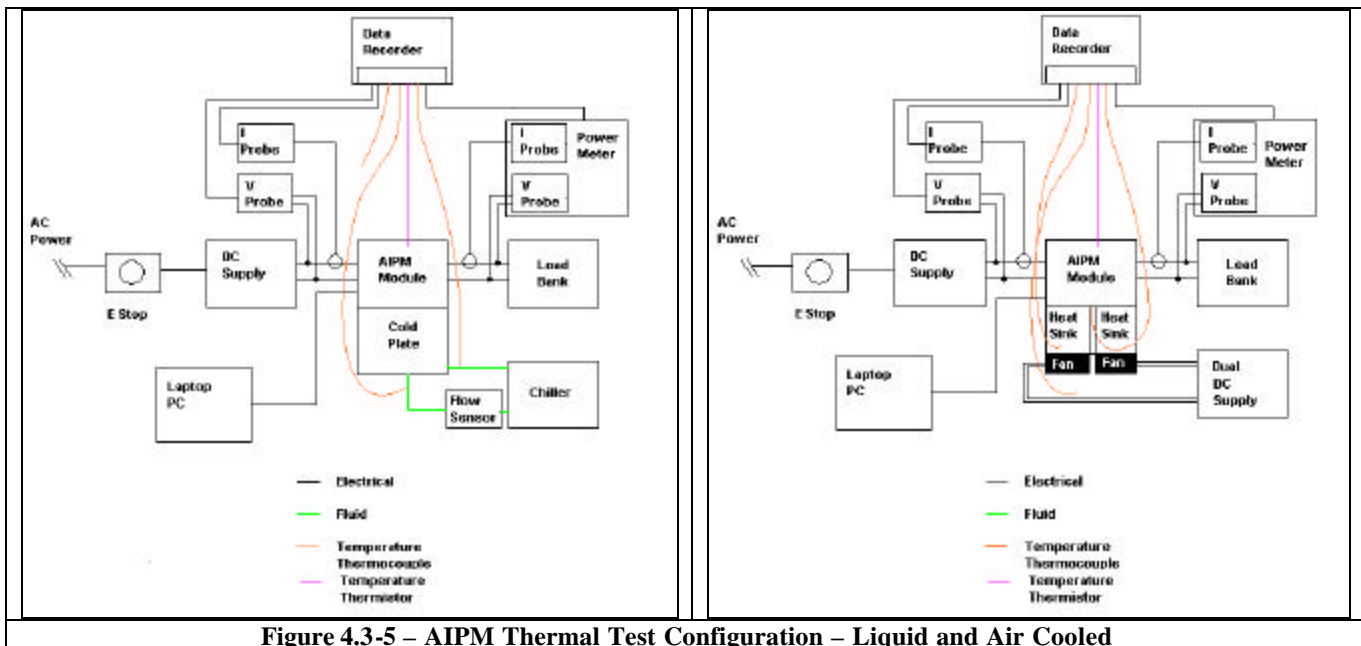 Data
Recorder
I
Probe
V
Probe
I
Probe
Power
Meter
V
Probe
AC
Power
DC
Supply
AIPM
Module
Load
Bank
E Stop
Cold
Plate
Laptop
PC
Flow
Sensor
Chiller
Electrical
Fluid
Temperature
Thermocouple
Temperature
Thermistor
Data
Recorder
I
Probe
V
Probe
I
Probe
Power
Meter
V
Probe
AC
Power
DC
Supply
AIPM
Module
Load
Bank
E Stop
Heat
Sink
Heat
Sink
Fan
Fan
Laptop
PC
Dual
DC
Supply
Electrical
Fluid
Temperature
Thermocouple
Temperature
Thermistor
Figure 4.3-5 – AIPM Thermal Test Configuration – Liquid and Air Cooled